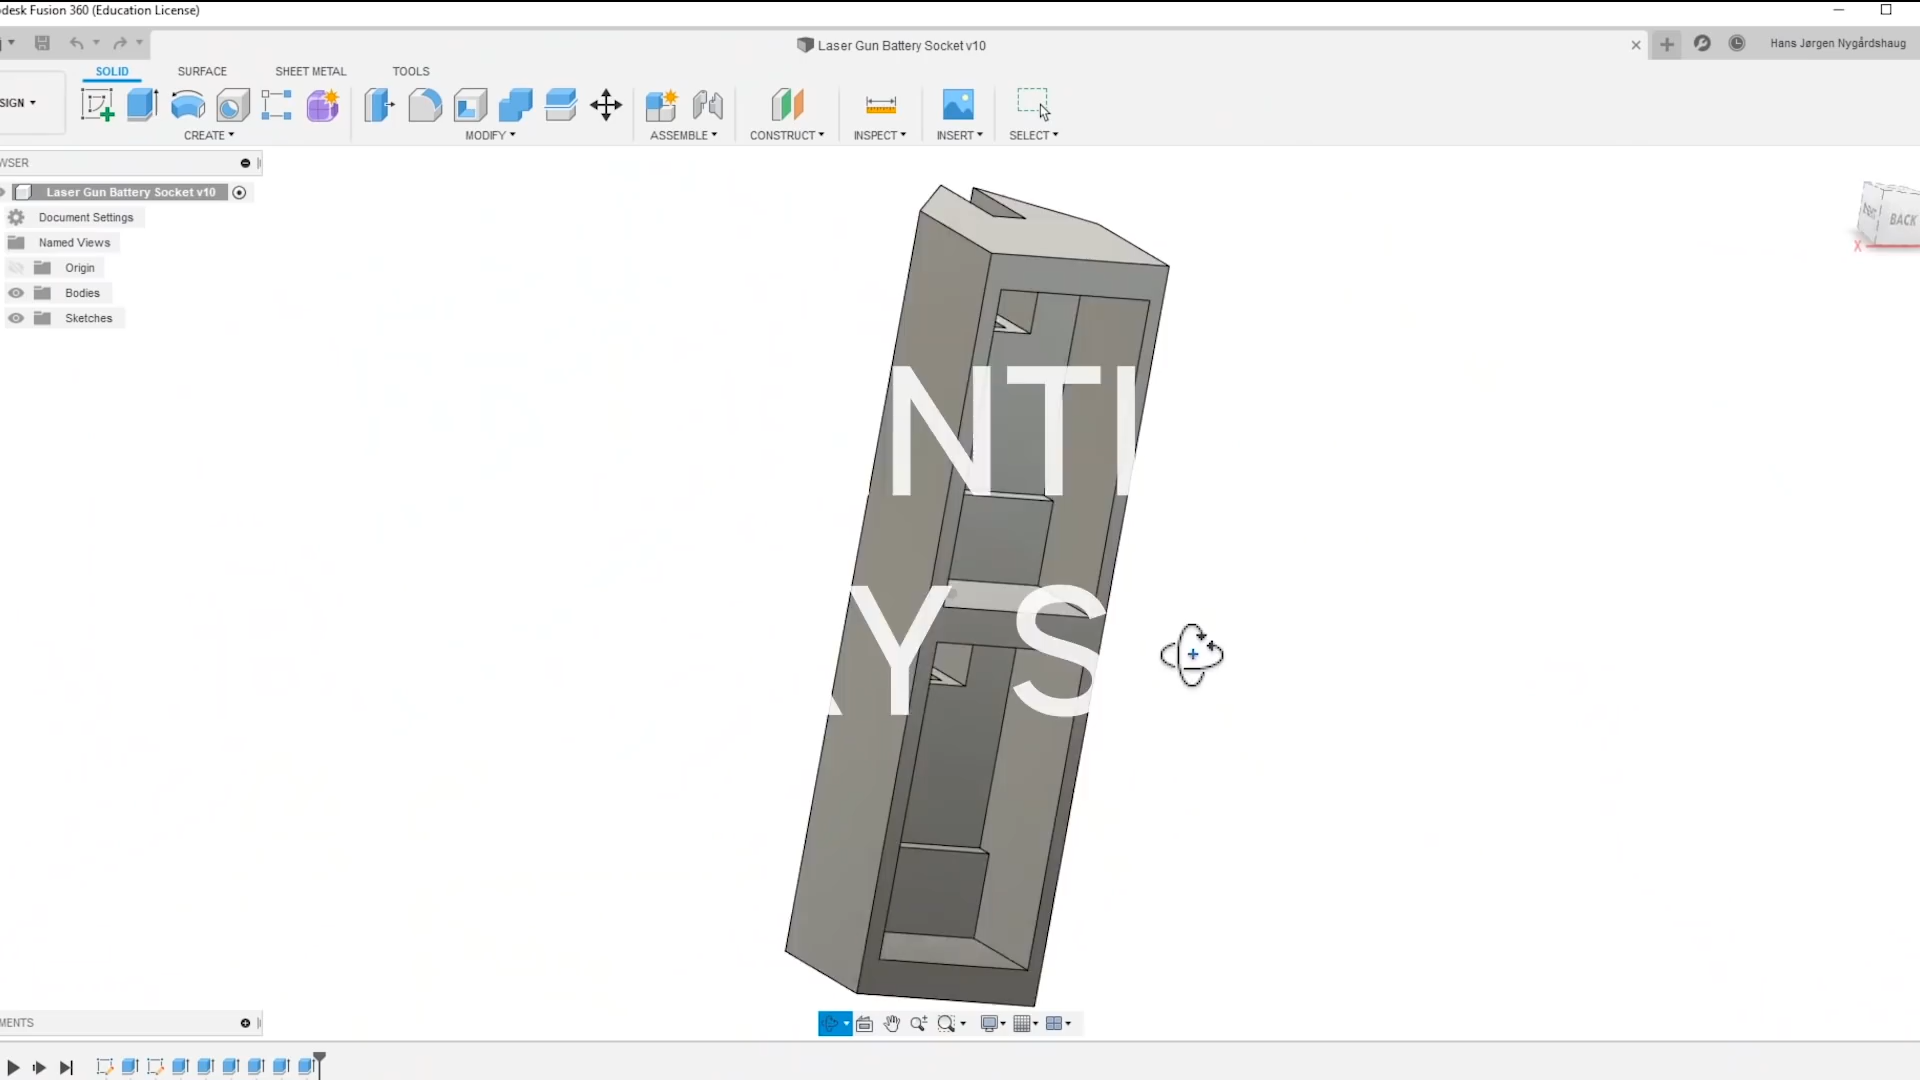 odesk Fusion 360 (Education License)
Laser Gun Battery Socket v10
Hans Jørgen Nygårdshaug
SOLID SURFACE SHEET METAL TOOLS
SIGN
CREATE MODIFY ASSEMBLE CONSTRUCT INSPECT INSERT SELECT
WSER
Laser Gun Battery Socket v10
Document Settings
Named Views
Origin
Bodies
Sketches
BACK
X
NTI
AY S
MENTS